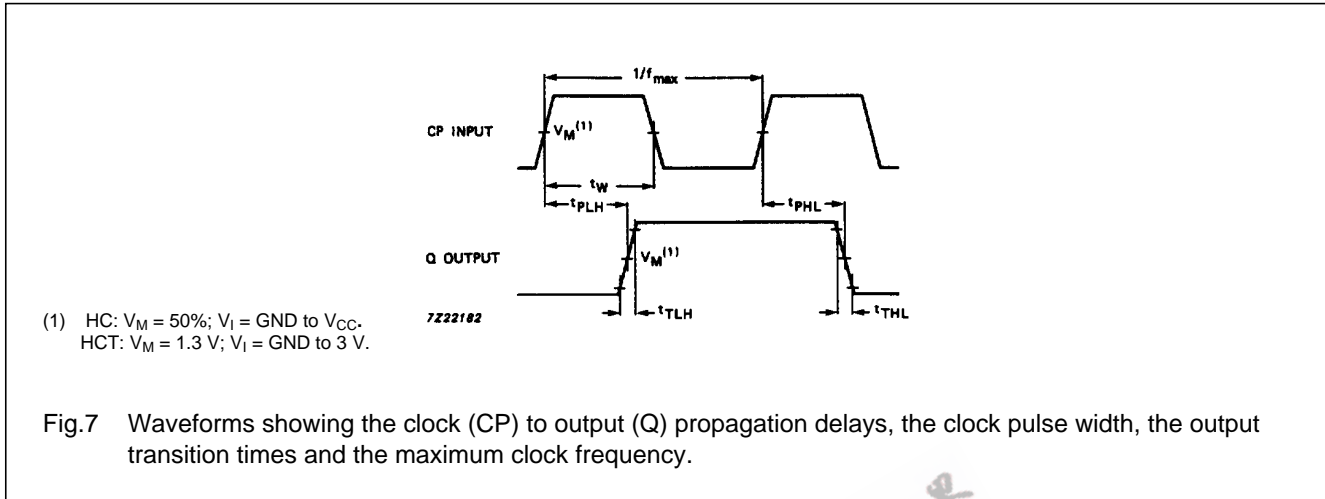 1/fmax
CP INPUT
VM(1)
tW
tPLH
tPHL
Q OUTPUT
VM(1)
tTLH
tTHL
7Z22182
(1) HC: VM = 50%; VI = GND to VCC.
HCT: VM = 1.3 V; VI = GND to 3 V.
Fig.7 Waveforms showing the clock (CP) to output (Q) propagation delays, the clock pulse width, the output
transition times and the maximum clock frequency.